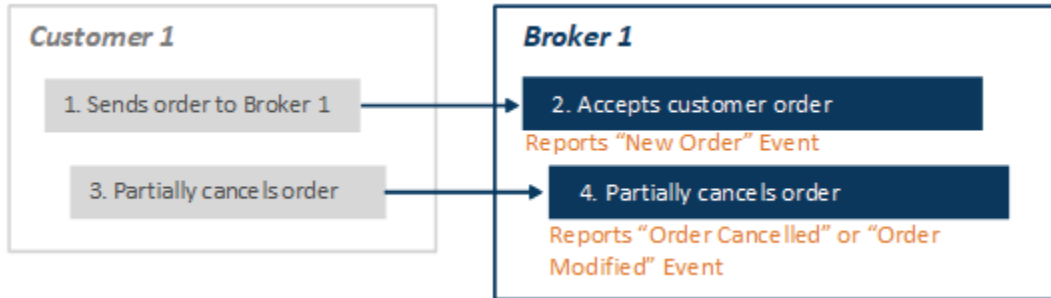 Customer 1
Broker 1
1. Sends order to Broker 1
2. Accepts customer order
Reports “New Order” Event
3. Partially cancels order
4. Partially cancels order
Reports “Order Cancelled” or “Order
Modified” Event